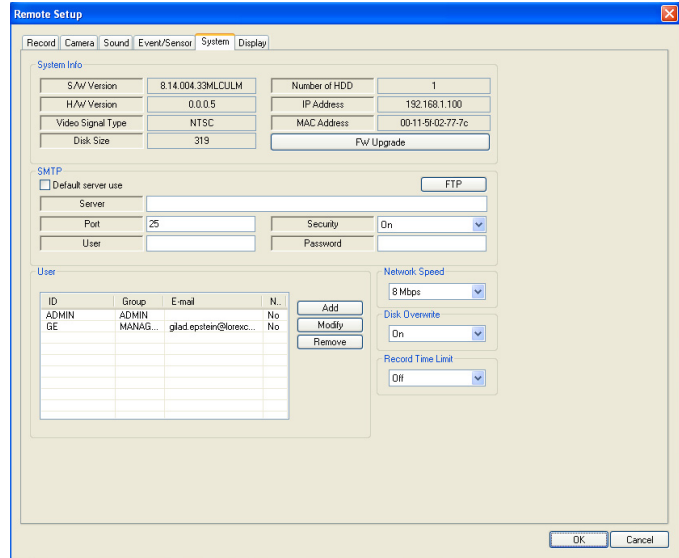 Remote Setup
Record Camera Sound Event/Sensor System Display
System Info
S/W Version 8.14.004.33MLCULM Number of HDD 1
H/W Version 0.0.0.5 IP Address 192.168.1.100
Video Signal Type NTSC MAC Address 00-11-5f-02-77-7c
Disk Size 319 FW Upgrade
SMTP
Default server use FTP
Server
Port 25 Security On
User Password
User Network Speed
8 Mbps
ID Group E-mail N..
ADMIN ADMIN No
GE MANAG... gilad.epstein@lorexc... No
Add
Modify
Remove
Disk Overwrite
On
Record Time Limit
Off
OK Cancel